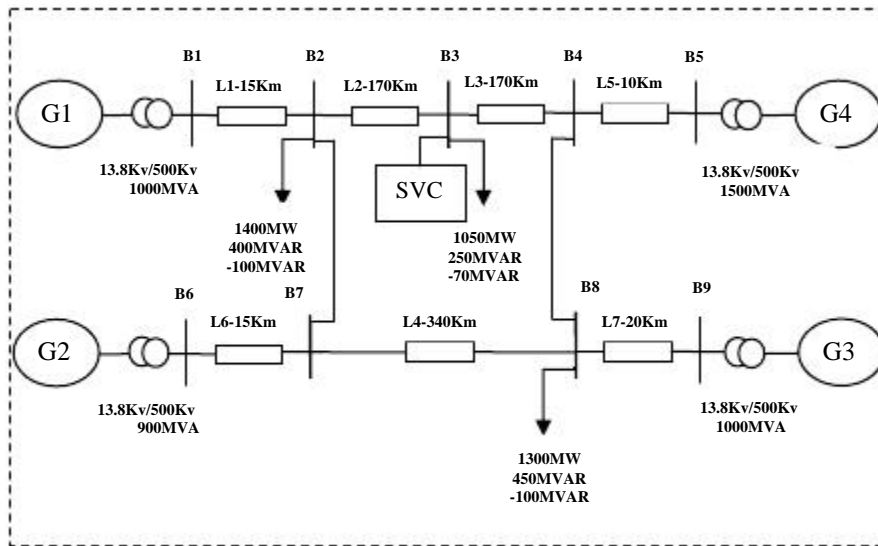 B1
B2
B3
B4
B5
L1-15Km
L2-170Km
L3-170Km
L5-10Km
G1
G4
13.8Kv/500Kv
1000MVA
SVC
13.8Kv/500Kv
1500MVA
1400MW
400MVAR
-100MVAR
1050MW
250MVAR
-70MVAR
B6
B7
B8
B9
L6-15Km
L4-340Km
L7-20Km
G2
G3
13.8Kv/500Kv
900MVA
13.8Kv/500Kv
1000MVA
1300MW
450MVAR
-100MVAR